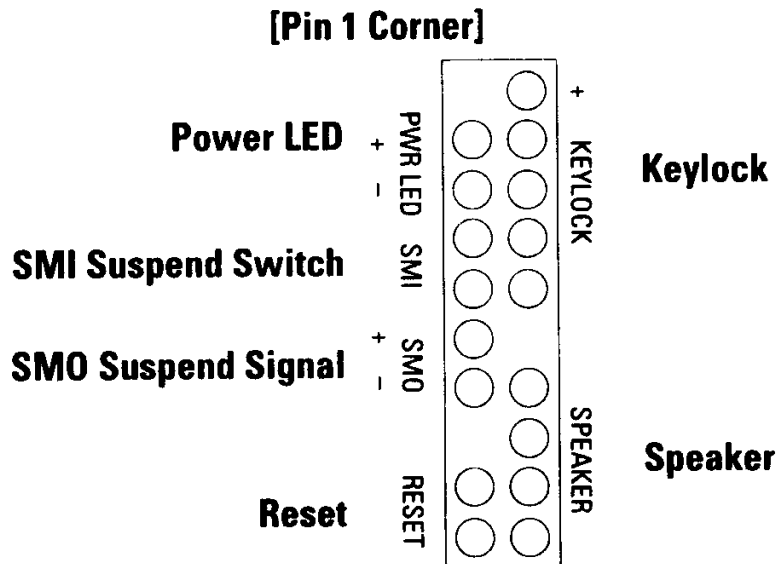 [Pin 1 Corner]
+
Power LED
+
−
PWR LED
KEYLOCK
Keylock
SMI Suspend Switch
SMI
SMO Suspend Signal
+
−
SMO
SPEAKER
Speaker
Reset
RESET